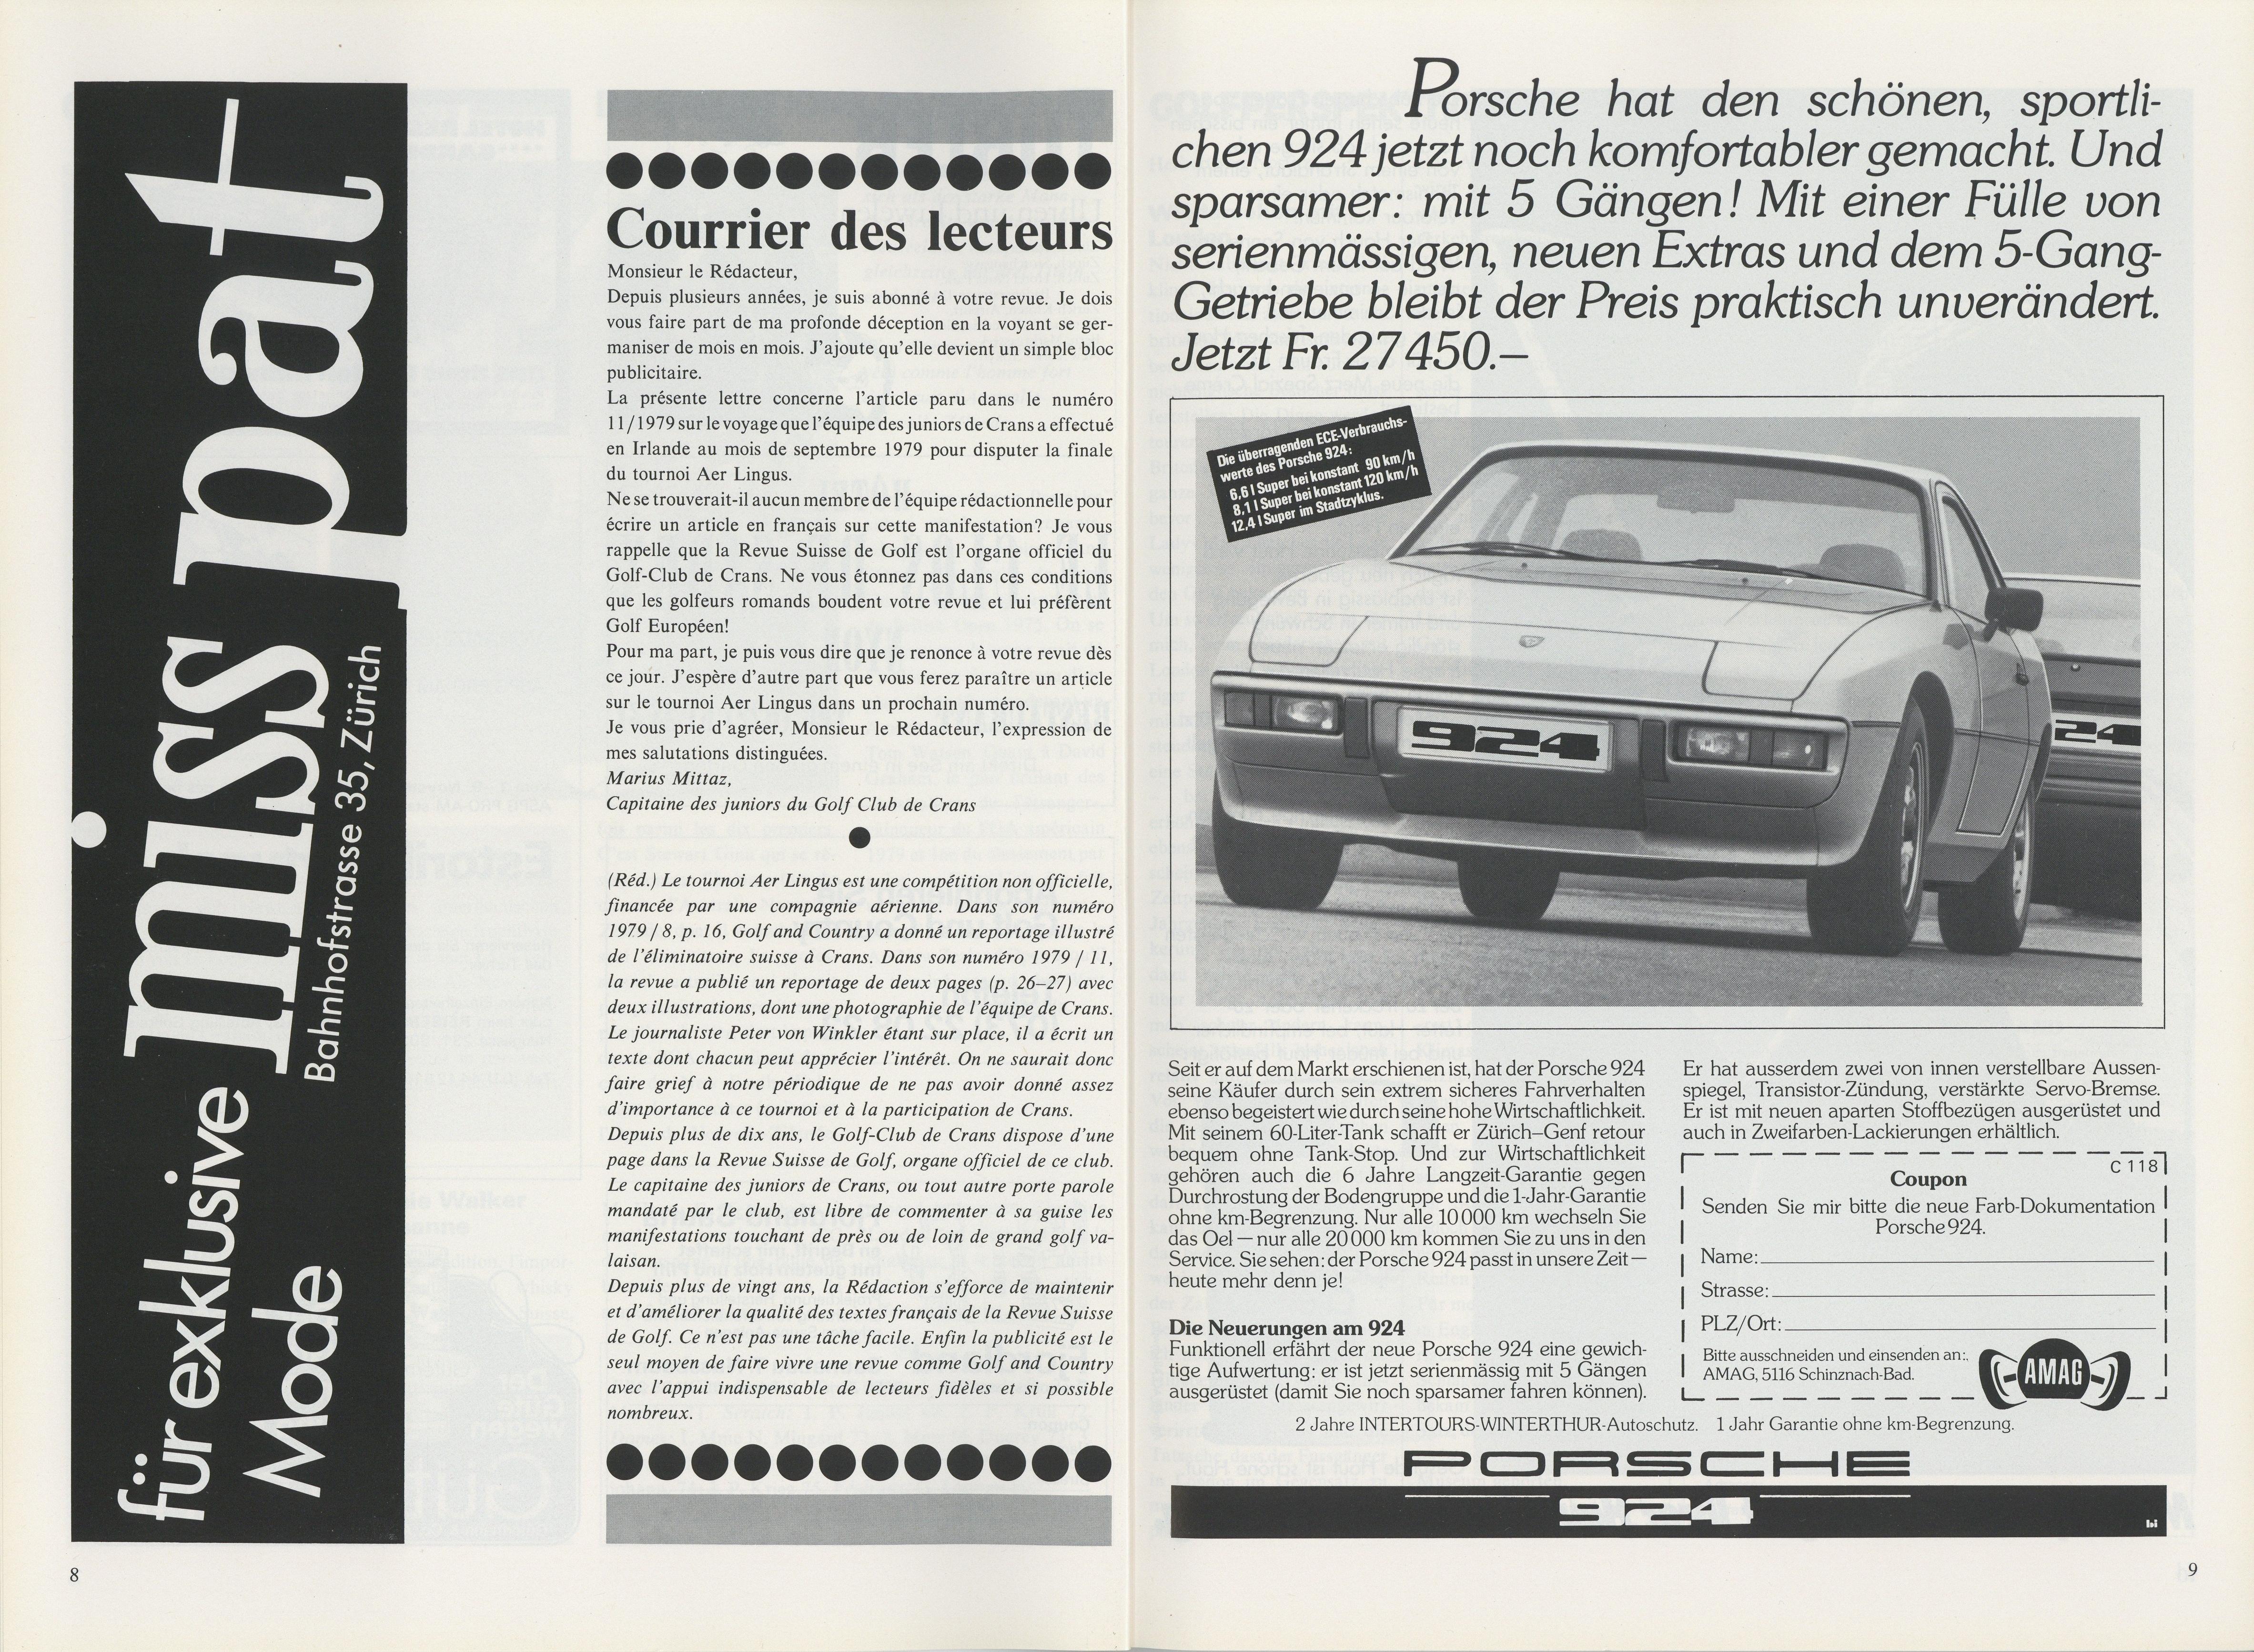 für exklusive
Mode
miss pat
Bahnhofstrasse 35, Zürich
Courrier des lecteurs
Monsieur le Rédacteur,
Depuis plusieurs années, je suis abonné à votre revue. Je dois
vous faire part de ma profonde déception en la voyant se ger-
maniser de mois en mois. J'ajoute qu'elle devient un simple bloc
publicitaire.
La présente lettre concerne l'article paru dans le numéro
11/1979 sur le voyage que l'équipe des juniors de Crans a effectué
en Irlande au mois de septembre 1979 pour disputer la finale
du tournoi Aer Lingus.
Ne se trouverait-il aucun membre de l'équipe rédactionnelle pour
écrire un article en français sur cette manifestation? Je vous
rappelle que la Revue Suisse de Golf est l'organe officiel du
Golf-Club de Crans. Ne vous étonnez pas dans ces conditions
que les golfeurs romands boudent votre revue et lui préfèrent
Golf Européen!
Pour ma part, je puis vous dire que je renonce à votre revue dès
ce jour. J'espère d'autre part que vous ferez paraître un article
sur le tournoi Aer Lingus dans un prochain numéro.
Je vous prie d'agréer, Monsieur le Rédacteur, l'expression de
mes salutations distinguées.
Marius Mittaz,
Capitaine des juniors du Golf Club de Crans
(Réd.) Le tournoi Aer Lingus est une compétition non officielle,
financée par une compagnie aérienne. Dans son numéro
1979 / 8, p. 16, Golf and Country a donné un reportage illustré
de l'éliminatoire suisse à Crans. Dans son numéro 1979 / 11,
la revue a publié un reportage de deux pages (p. 26–27) avec
deux illustrations, dont une photographie de l'équipe de Crans.
Le journaliste Peter von Winkler étant sur place, il a écrit un
texte dont chacun peut apprécier l'intérêt. On ne saurait donc
faire grief à notre périodique de ne pas avoir donné assez
d'importance à ce tournoi et à la participation de Crans.
Depuis plus de dix ans, le Golf-Club de Crans dispose d'une
page dans la Revue Suisse de Golf, organe officiel de ce club.
Le capitaine des juniors de Crans, ou tout autre porte parole
mandaté par le club, est libre de commenter à sa guise les
manifestations touchant de près ou de loin de grand golf va-
laisan.
Depuis plus de vingt ans, la Rédaction s'efforce de maintenir
et d'améliorer la qualité des textes français de la Revue Suisse
de Golf. Ce n'est pas une tâche facile. Enfin la publicité est le
seul moyen de faire vivre une revue comme Golf and Country
avec l'appui indispensable de lecteurs fidèles et si possible
nombreux.
8
Porsche hat den schönen, sportli-
chen 924 jetzt noch komfortabler gemacht. Und
sparsamer: mit 5 Gängen! Mit einer Fülle von
serienmässigen, neuen Extras und dem 5-Gang-
Getriebe bleibt der Preis praktisch unverändert.
Jetzt Fr. 27450.–
Die überragenden ECE-Verbrauchs-
werte des Porsche 924:
6,6 l Super bei konstant 90 km/h
8,1 l Super bei konstant 120 km/h
12,4 l Super im Stadtzyklus.
924
24
Seit er auf dem Markt erschienen ist, hat der Porsche 924
seine Käufer durch sein extrem sicheres Fahrverhalten
ebenso begeistert wie durch seine hohe Wirtschaftlichkeit.
Mit seinem 60-Liter-Tank schafft er Zürich–Genf retour
bequem ohne Tank-Stop. Und zur Wirtschaftlichkeit
gehören auch die 6 Jahre Langzeit-Garantie gegen
Durchrostung der Bodengruppe und die 1-Jahr-Garantie
ohne km-Begrenzung. Nur alle 10000 km wechseln Sie
das Oel – nur alle 20000 km kommen Sie zu uns in den
Service. Sie sehen: der Porsche 924 passt in unsere Zeit –
heute mehr denn je!
Die Neuerungen am 924
Funktionell erfährt der neue Porsche 924 eine gewich-
tige Aufwertung: er ist jetzt serienmässig mit 5 Gängen
ausgerüstet (damit Sie noch sparsamer fahren können).
Er hat ausserdem zwei von innen verstellbare Aussen-
spiegel, Transistor-Zündung, verstärkte Servo-Bremse.
Er ist mit neuen aparten Stoffbezügen ausgerüstet und
auch in Zweifarben-Lackierungen erhältlich.
C 118
Coupon
Senden Sie mir bitte die neue Farb-Dokumentation
Porsche 924.
Name:
Strasse:
PLZ/Ort:
Bitte ausschneiden und einsenden an:
AMAG, 5116 Schinznach-Bad.
AMAG
2 Jahre INTERTOURS-WINTERTHUR-Autoschutz. 1 Jahr Garantie ohne km-Begrenzung.
PORSCHE
924
bi
9